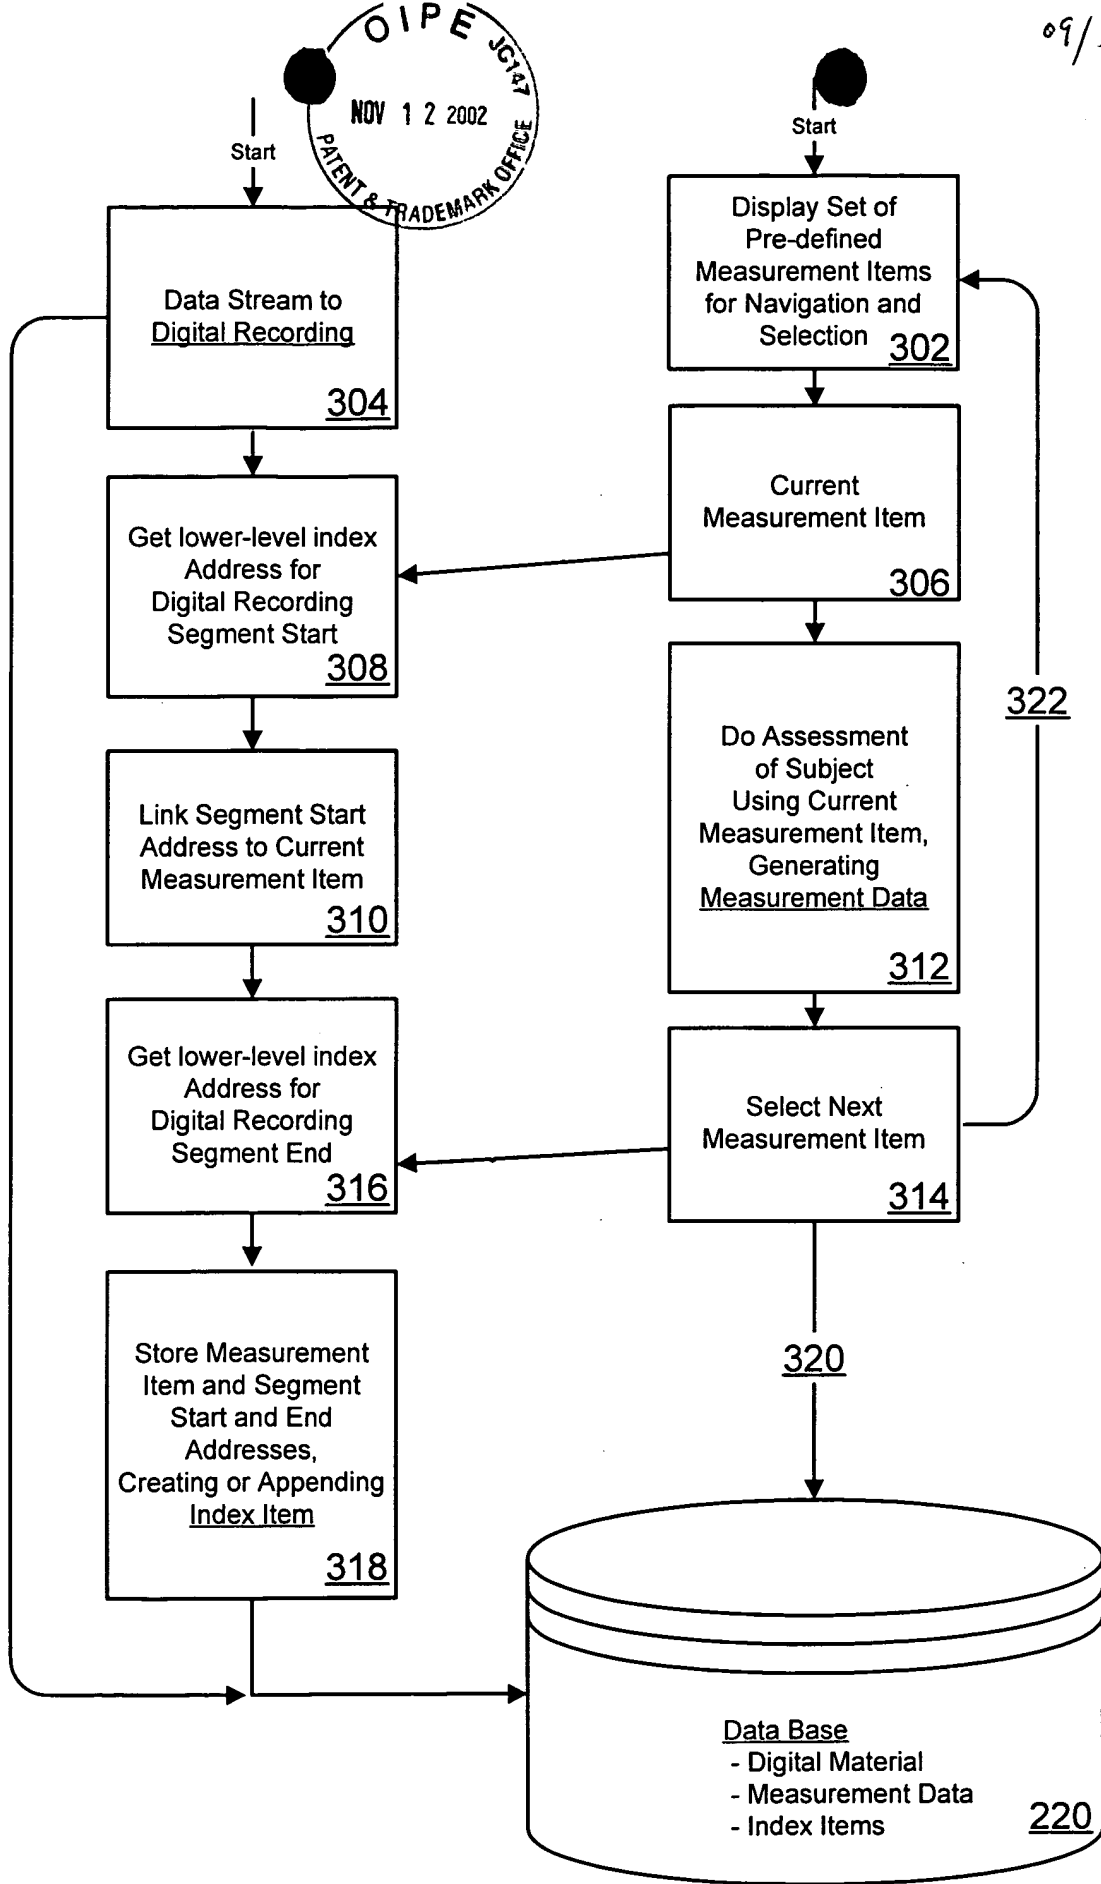 OIPE
JC147
NOV 12 2002
PATENT & TRADEMARK OFFICE
09/
Start
Start
Data Stream to
Digital Recording
304
Display Set of
Pre-defined
Measurement Items
for Navigation and
Selection
302
Get lower-level index
Address for
Digital Recording
Segment Start
308
Current
Measurement Item
306
322
Link Segment Start
Address to Current
Measurement Item
310
Do Assessment
of Subject
Using Current
Measurement Item,
Generating
Measurement Data
312
Get lower-level index
Address for
Digital Recording
Segment End
316
Select Next
Measurement Item
314
Store Measurement
Item and Segment
Start and End
Addresses,
Creating or Appending
Index Item
318
320
Data Base
- Digital Material
- Measurement Data
- Index Items
220